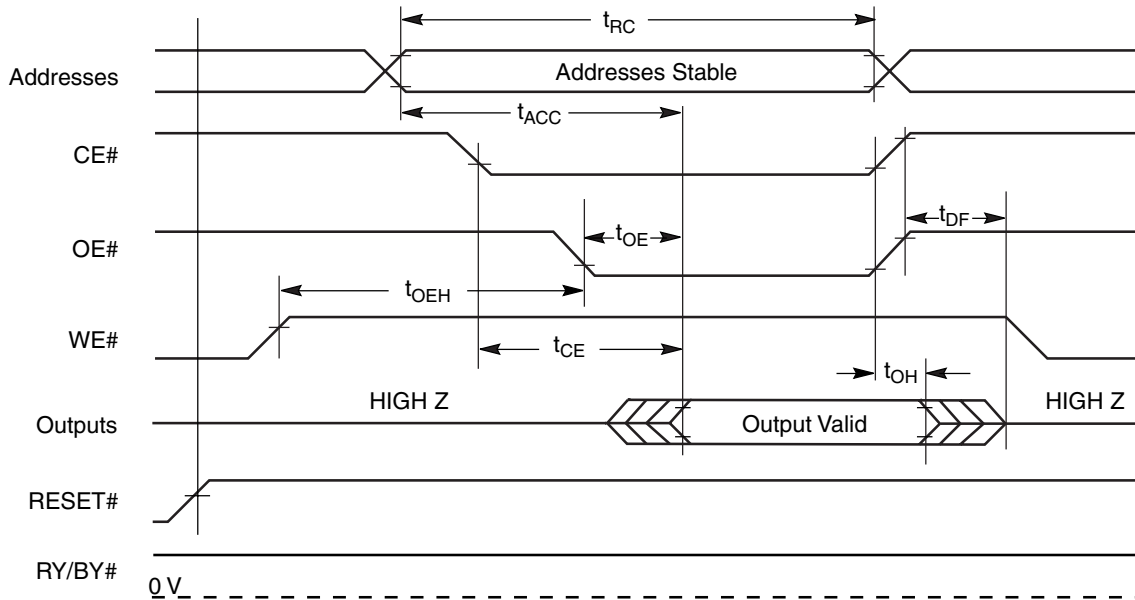 tRC
Addresses
Addresses Stable
tACC
CE#
tDF
OE#
tOE
tOEH
WE#
tCE
tOH
HIGH Z
HIGH Z
Outputs
Output Valid
RESET#
RY/BY#
0 V